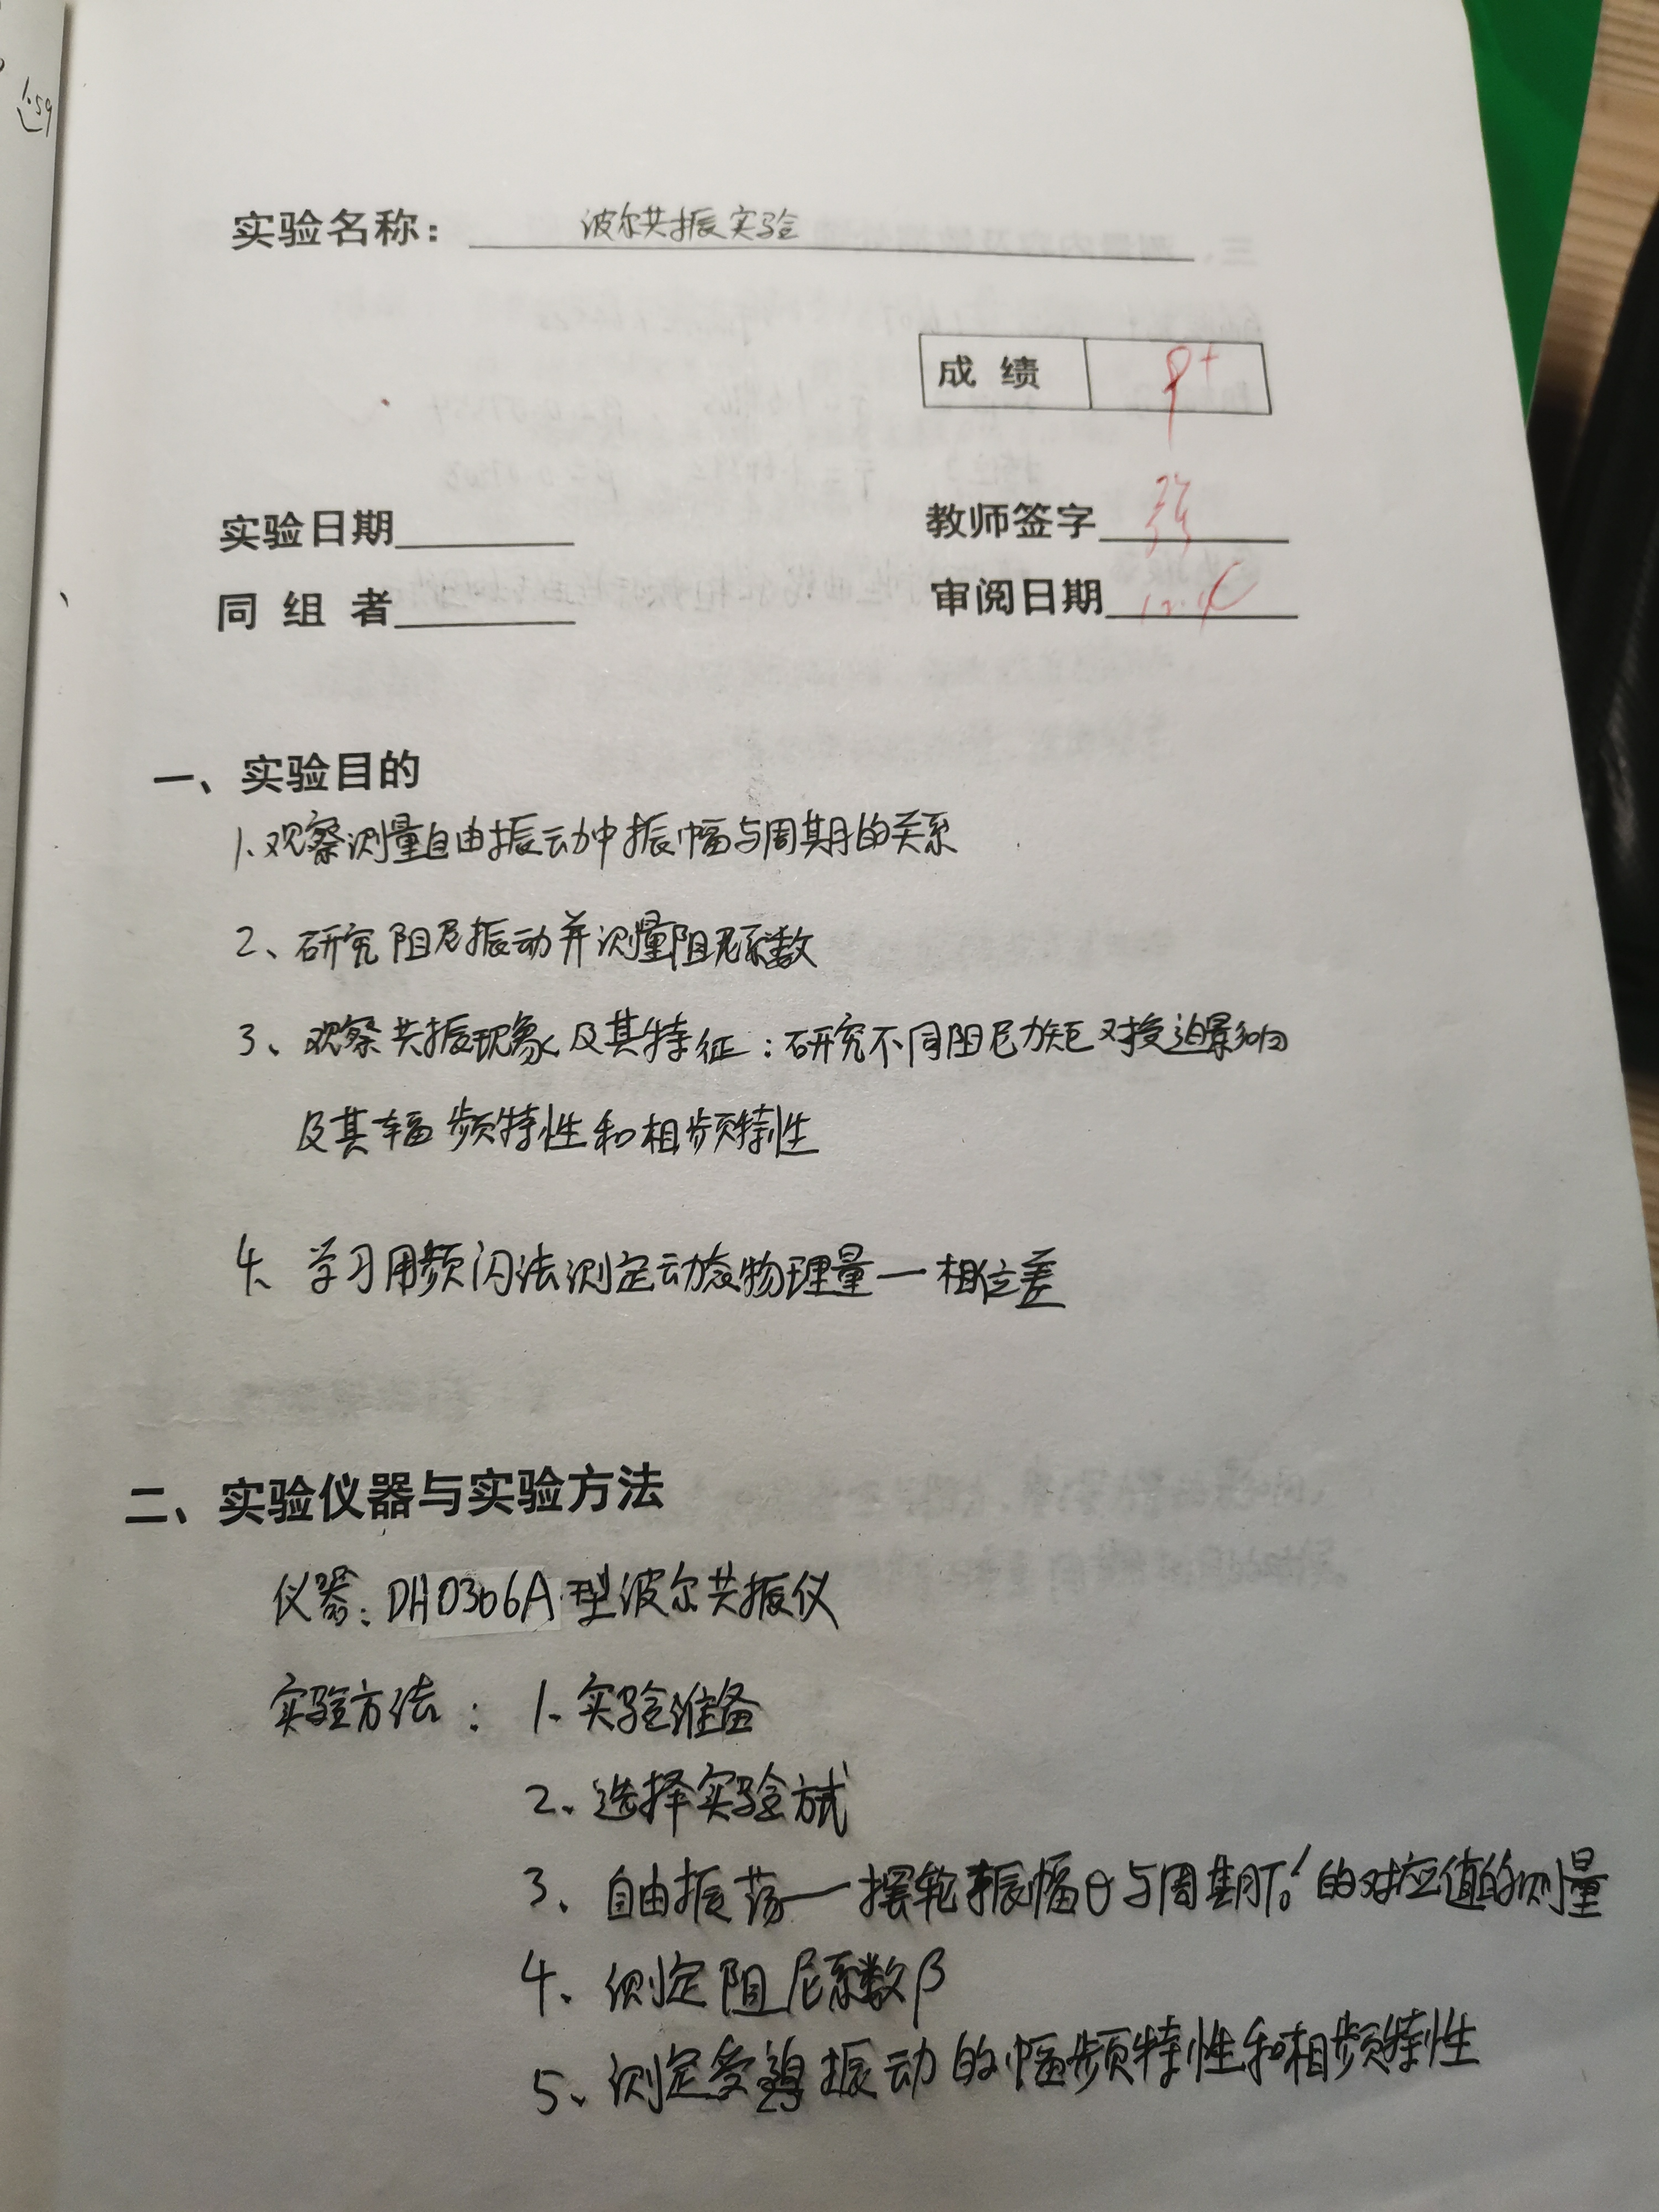 实验名称：波尔共振实验
成绩 9+
实验日期
教师签字
同组者
审阅日期
一、实验目的
1、观察测量自由振动中振幅与周期的关系
2、研究阻尼振动并测量阻尼系数
3、观察共振现象及其特征：研究不同阻尼力矩对受迫影响
及其幅频特性和相频特性
4、学习用频闪法测定动态物理量—相位差
二、实验仪器与实验方法
仪器：DH0306A型波尔共振仪
实验方法：1、实验准备
2、选择实验方式
3、自由振荡—摆轮振幅θ与周期T₀'的对应值的测量
4、测定阻尼系数β
5、测定受迫振动的幅频特性和相频特性